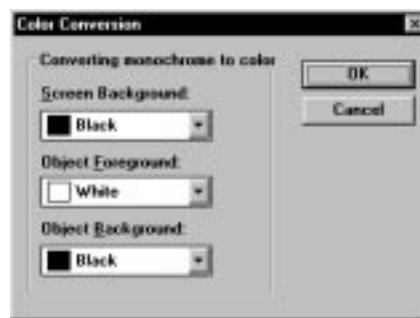 Color Conversion
Converting monochrome to color
Screen Background:
Black
Object Foreground:
White
Object Background:
Black
OK
Cancel